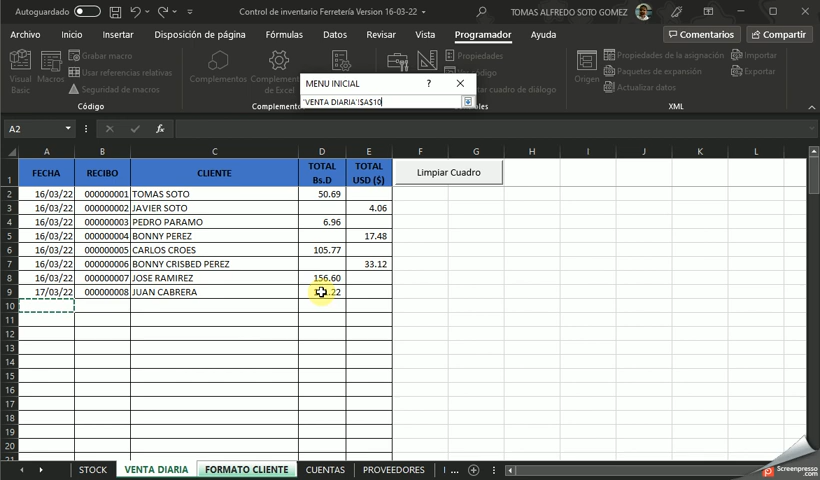 Autoguardado
Control de inventario Ferretería Version 16-03-22
TOMAS ALFREDO SOTO GOMEZ
Archivo Inicio Insertar Disposición de página Fórmulas Datos Revisar Vista Programador Ayuda Comentarios Compartir
Visual Basic
Macros
Grabar macro
Usar referencias relativas
Seguridad de macros
Código
Complementos
Complementos de Excel
Propiedades
Origen
Propiedades de la asignación
Paquetes de expansión
Actualizar datos
Importar
Exportar
XML
MENU INICIAL ?
'VENTA DIARIA'!$A$10
A2 fx
A B C D E F G H I J K L
1 FECHA RECIBO CLIENTE TOTAL Bs.D TOTAL USD ($) Limpiar Cuadro
2 16/03/22 000000001 TOMAS SOTO 50.69
3 16/03/22 000000002 JAVIER SOTO 4.06
4 16/03/22 000000003 PEDRO PARAMO 6.96
5 16/03/22 000000004 BONNY PEREZ 17.48
6 16/03/22 000000005 CARLOS CROES 105.77
7 16/03/22 000000006 BONNY CRISBED PEREZ 33.12
8 16/03/22 000000007 JOSE RAMIREZ 156.60
9 17/03/22 000000008 JUAN CABRERA
10
11
12
13
14
15
16
17
18
19
20
STOCK VENTA DIARIA FORMATO CLIENTE CUENTAS PROVEEDORES
Screenpresso
.com